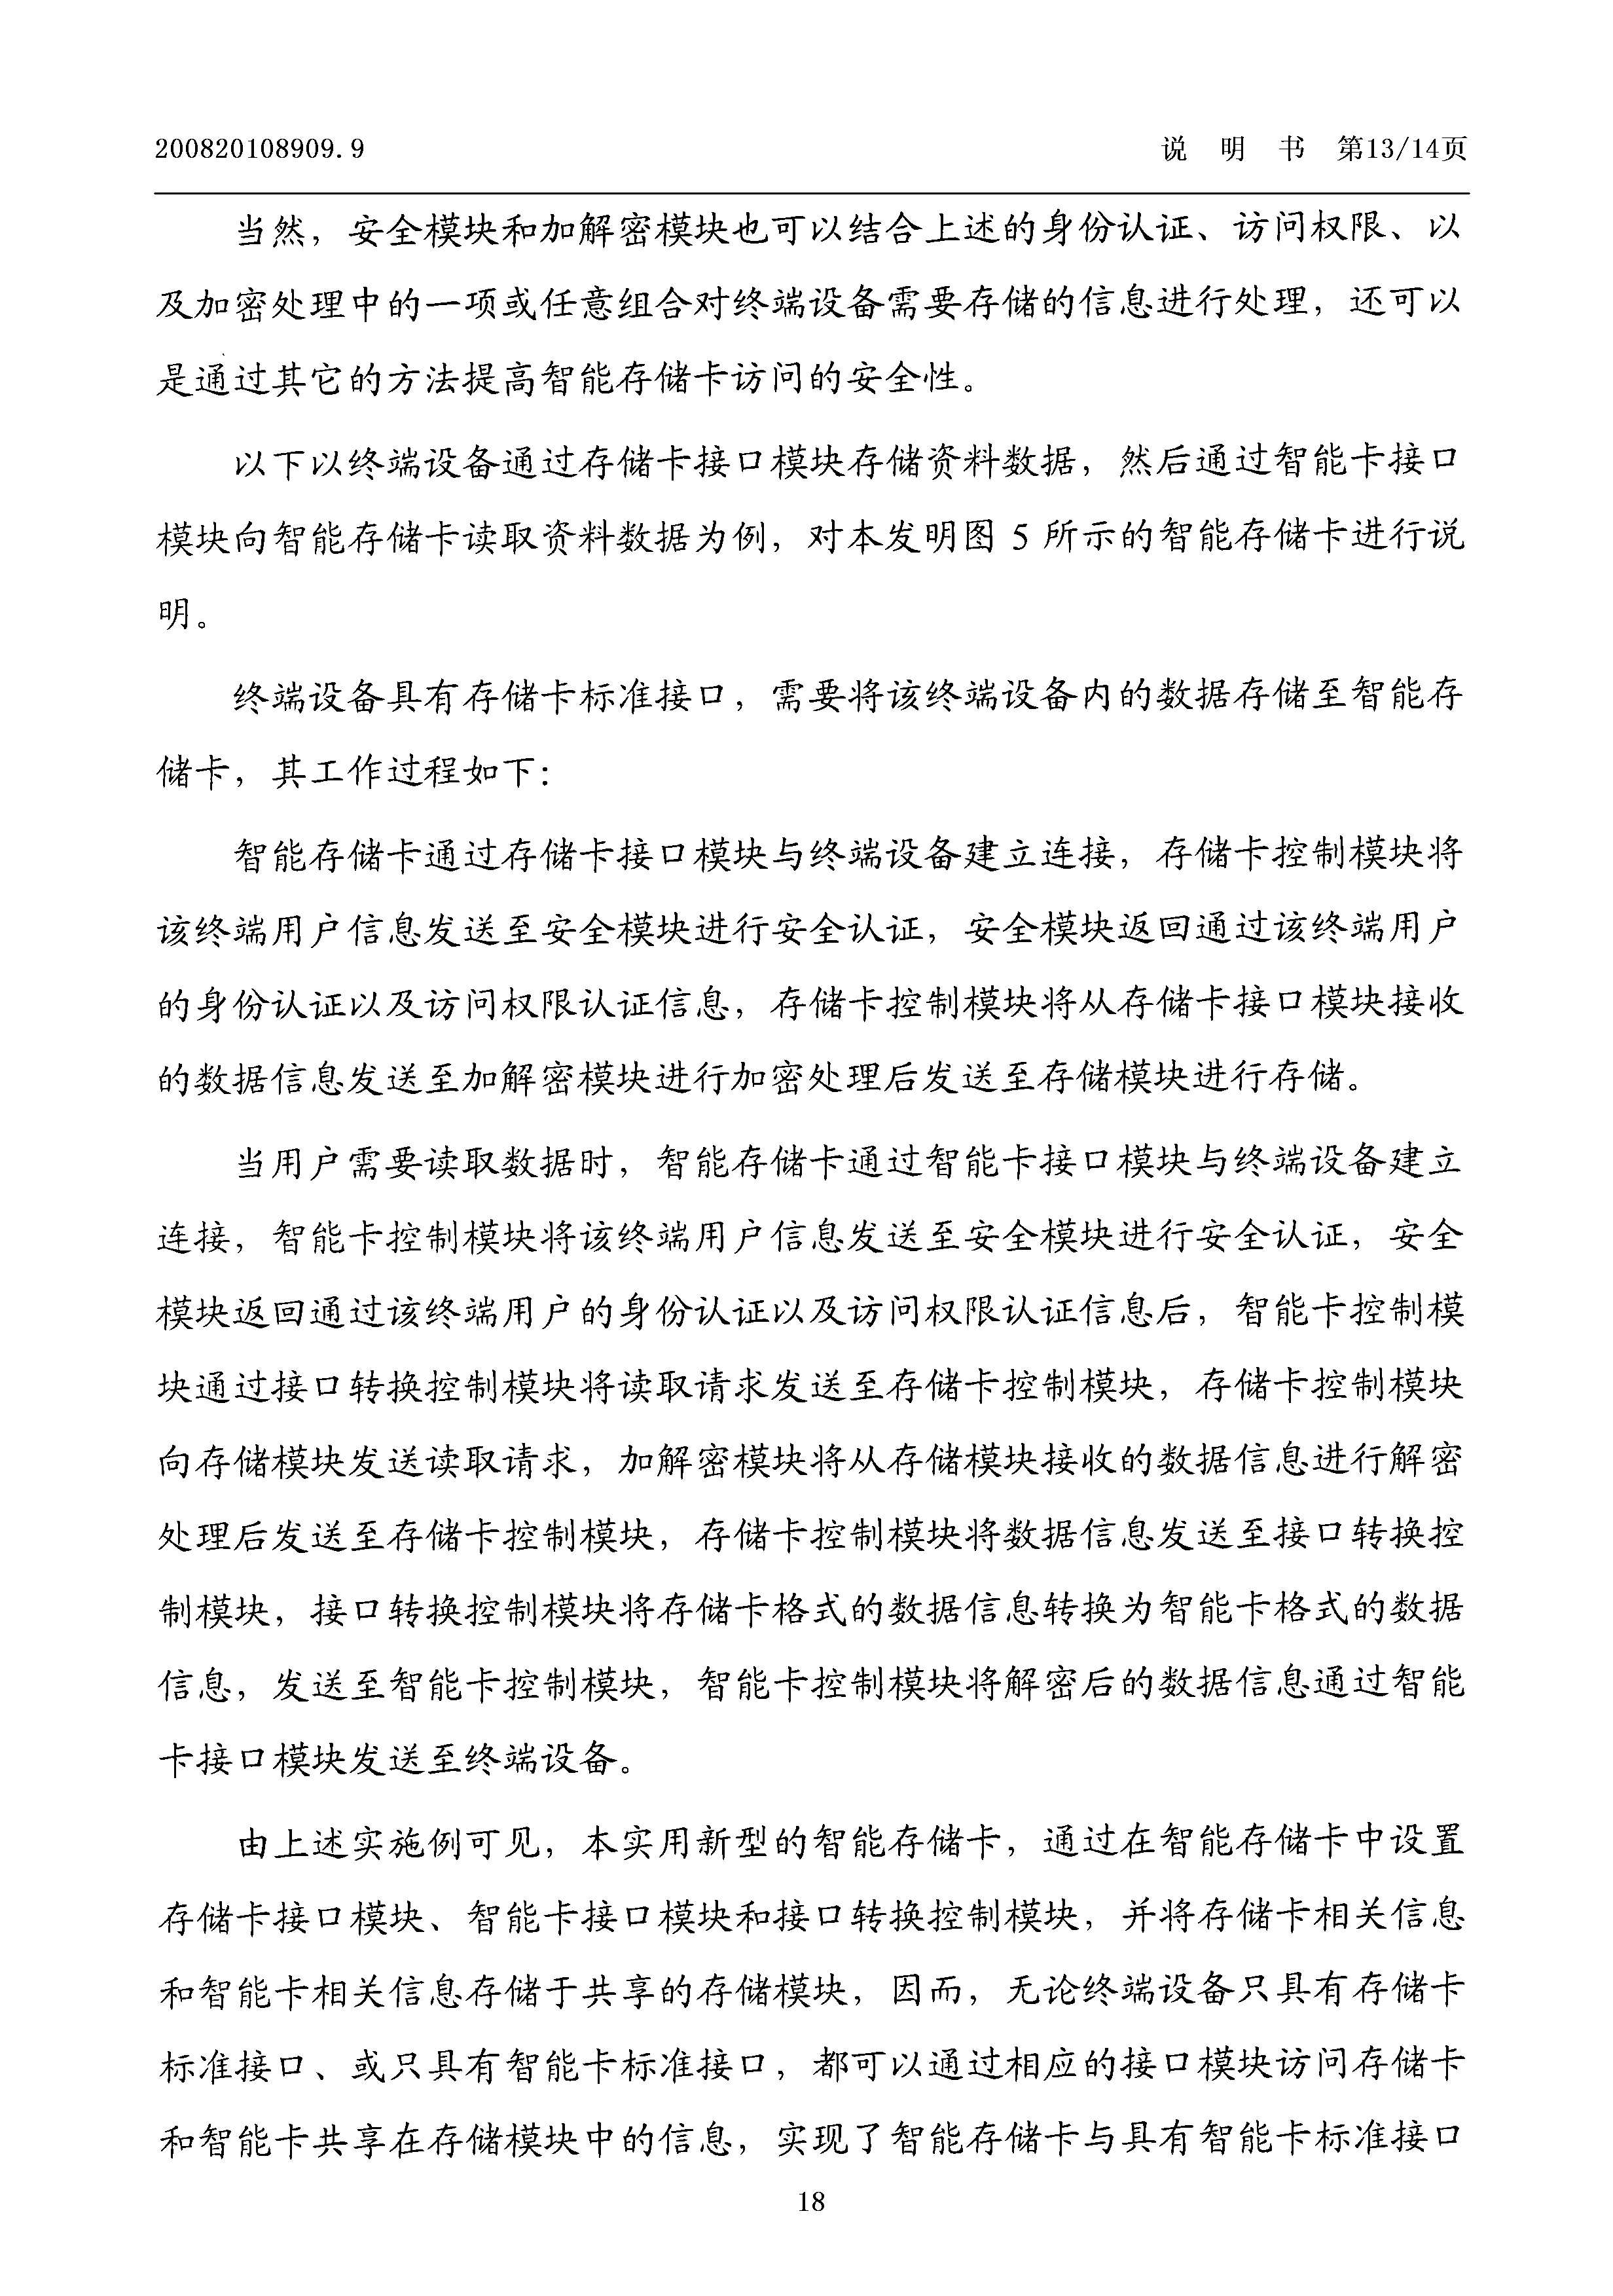 200820108909.9
说 明 书 第13/14页
当然，安全模块和加解密模块也可以结合上述的身份认证、访问权限、以
及加密处理中的一项或任意组合对终端设备需要存储的信息进行处理，还可以
是通过其它的方法提高智能存储卡访问的安全性。
以下以终端设备通过存储卡接口模块存储资料数据，然后通过智能卡接口
模块向智能存储卡读取资料数据为例，对本发明图 5 所示的智能存储卡进行说
明。
终端设备具有存储卡标准接口，需要将该终端设备内的数据存储至智能存
储卡，其工作过程如下：
智能存储卡通过存储卡接口模块与终端设备建立连接，存储卡控制模块将
该终端用户信息发送至安全模块进行安全认证，安全模块返回通过该终端用户
的身份认证以及访问权限认证信息，存储卡控制模块将从存储卡接口模块接收
的数据信息发送至加解密模块进行加密处理后发送至存储模块进行存储。
当用户需要读取数据时，智能存储卡通过智能卡接口模块与终端设备建立
连接，智能卡控制模块将该终端用户信息发送至安全模块进行安全认证，安全
模块返回通过该终端用户的身份认证以及访问权限认证信息后，智能卡控制模
块通过接口转换控制模块将读取请求发送至存储卡控制模块，存储卡控制模块
向存储模块发送读取请求，加解密模块将从存储模块接收的数据信息进行解密
处理后发送至存储卡控制模块，存储卡控制模块将数据信息发送至接口转换控
制模块，接口转换控制模块将存储卡格式的数据信息转换为智能卡格式的数据
信息，发送至智能卡控制模块，智能卡控制模块将解密后的数据信息通过智能
卡接口模块发送至终端设备。
由上述实施例可见，本实用新型的智能存储卡，通过在智能存储卡中设置
存储卡接口模块、智能卡接口模块和接口转换控制模块，并将存储卡相关信息
和智能卡相关信息存储于共享的存储模块，因而，无论终端设备只具有存储卡
标准接口、或只具有智能卡标准接口，都可以通过相应的接口模块访问存储卡
和智能卡共享在存储模块中的信息，实现了智能存储卡与具有智能卡标准接口
18